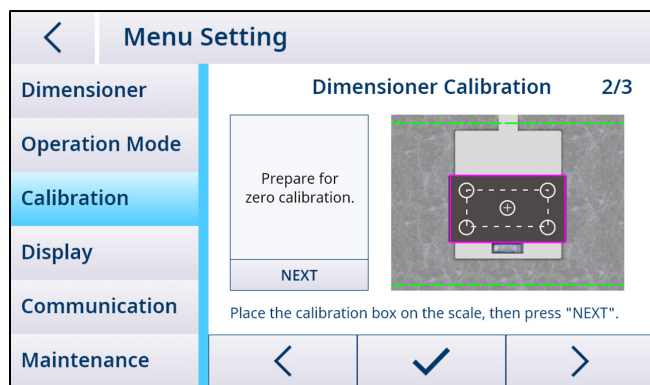 Menu Setting
Dimensioner
Operation Mode
Calibration
Display
Communication
Maintenance
Dimensioner Calibration 2/3
Prepare for
zero calibration.
NEXT
Place the calibration box on the scale, then press "NEXT".